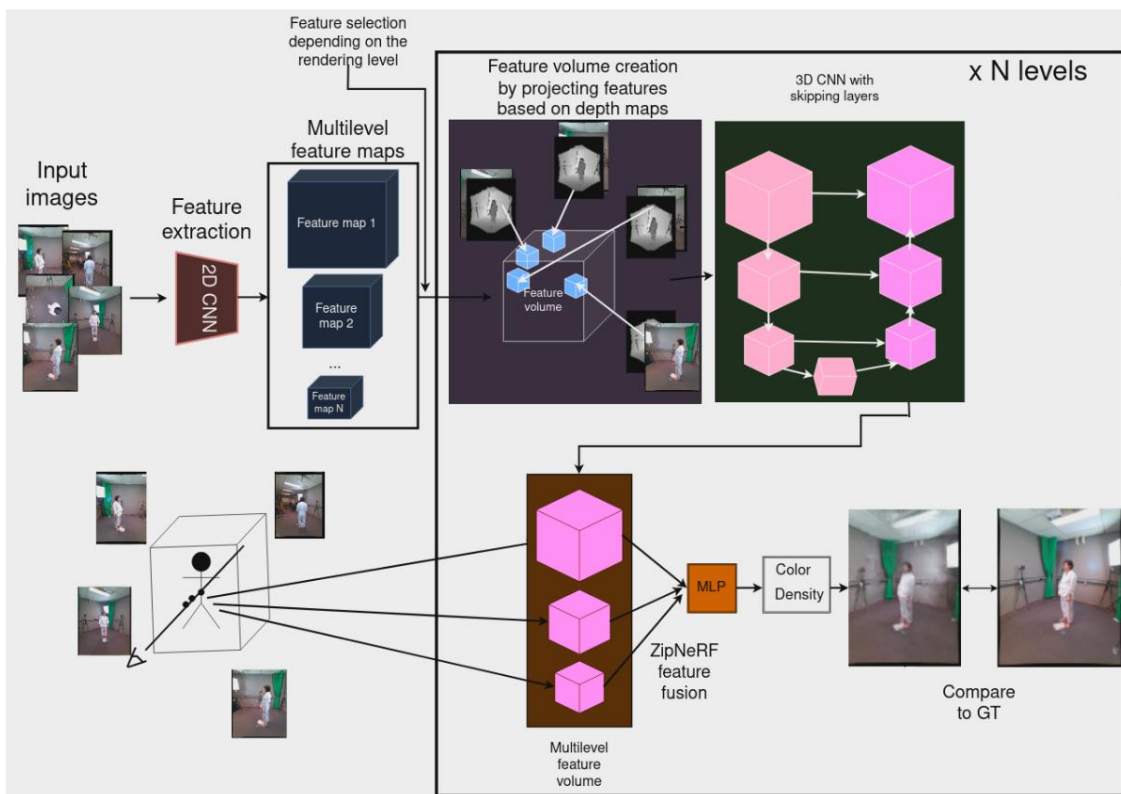 Feature selection
depending on the
rendering level
x N levels
Feature volume creation
by projecting features
based on depth maps
3D CNN with
skipping layers
Multilevel
feature maps
Input
images
Feature
extraction
2D CNN
Feature map 1
Feature
map 2
...
Feature
map N
Feature
volume
MLP
Color
Density
ZipNeRF
feature
fusion
Compare
to GT
Multilevel
feature
volume